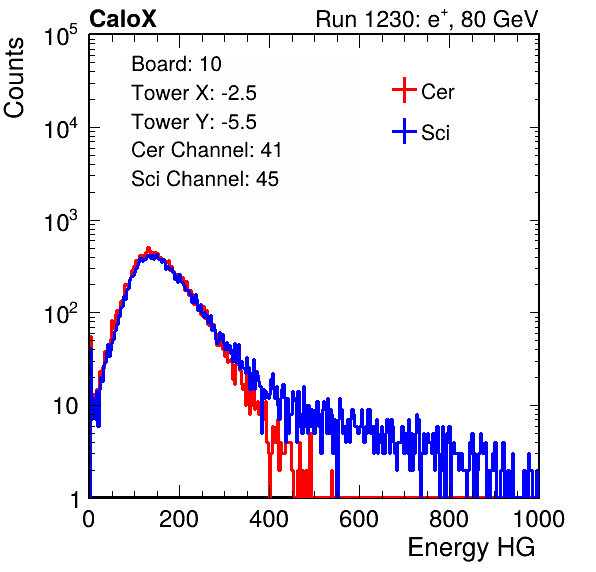 CaloX Run 1230: e⁺, 80 GeV
Board: 10
Tower X: -2.5
Tower Y: -5.5
Cer Channel: 41
Sci Channel: 45
Cer
Sci
Counts
10⁵
10⁴
10³
10²
10
1
0 200 400 600 800 1000
Energy HG